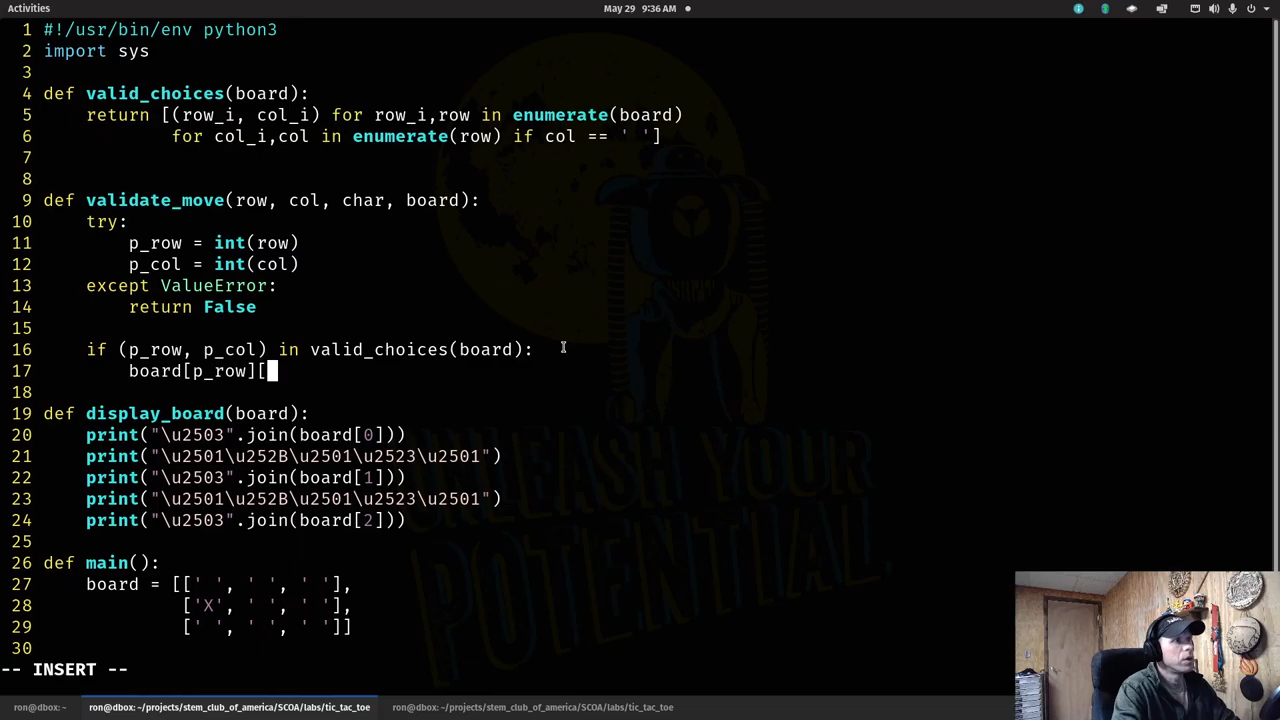 Activities
May 29 9:36 AM
1 #!/usr/bin/env python3
2 import sys
3
4 def valid_choices(board):
5     return [(row_i, col_i) for row_i,row in enumerate(board)
6             for col_i,col in enumerate(row) if col == ' ']
7
8
9 def validate_move(row, col, char, board):
10     try:
11         p_row = int(row)
12         p_col = int(col)
13     except ValueError:
14         return False
15
16     if (p_row, p_col) in valid_choices(board):
17         board[p_row][
18
19 def display_board(board):
20     print("\u2503".join(board[0]))
21     print("\u2501\u252B\u2501\u2523\u2501")
22     print("\u2503".join(board[1]))
23     print("\u2501\u252B\u2501\u2523\u2501")
24     print("\u2503".join(board[2]))
25
26 def main():
27     board = [[' ', ' ', ' '],
28              ['X', ' ', ' '],
29              [' ', ' ', ' ']]
30
UNLEASH YOUR
POTENTIAL
-- INSERT --
ron@dbox: ~
ron@dbox: ~/projects/stem_club_of_america/SCOA/labs/tic_tac_toe
ron@dbox: ~/projects/stem_club_of_america/SCOA/labs/tic_tac_toe